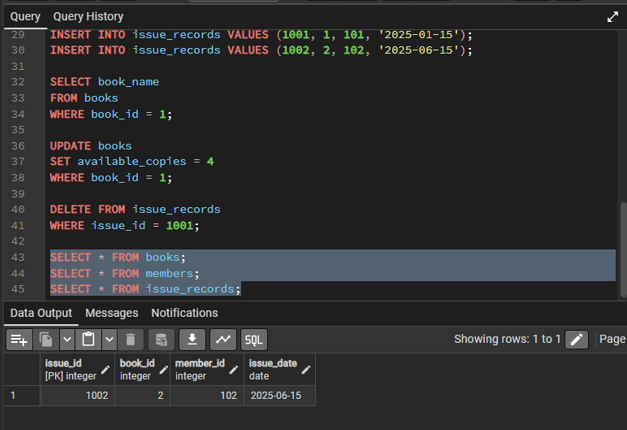 Query Query History
29 INSERT INTO issue_records VALUES (1001, 1, 101, '2025-01-15');
30 INSERT INTO issue_records VALUES (1002, 2, 102, '2025-06-15');
31
32 SELECT book_name
33 FROM books
34 WHERE book_id = 1;
35
36 UPDATE books
37 SET available_copies = 4
38 WHERE book_id = 1;
39
40 DELETE FROM issue_records
41 WHERE issue_id = 1001;
42
43 SELECT * FROM books;
44 SELECT * FROM members;
45 SELECT * FROM issue_records;
Data Output Messages Notifications
SQL Showing rows: 1 to 1 Page
issue_id book_id member_id issue_date
[PK] integer integer integer date
1 1002 2 102 2025-06-15